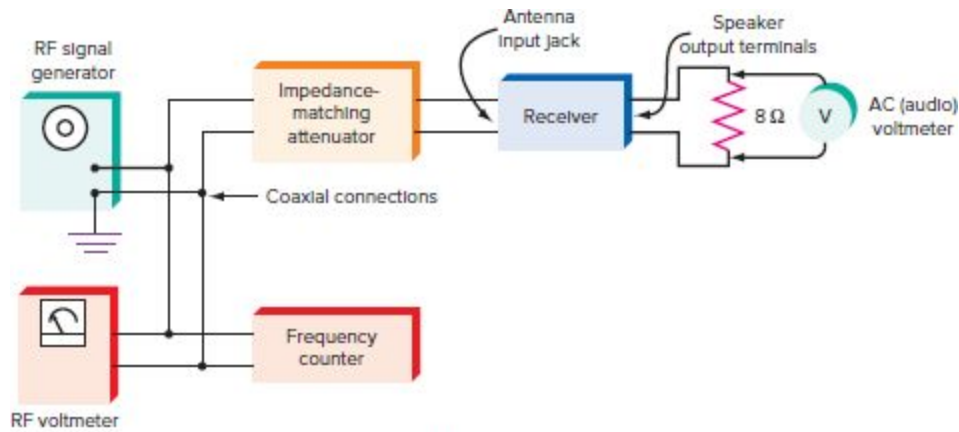 RF signal
generator
Impedance-
matching
attenuator
Antenna
input jack
Receiver
Speaker
output terminals
8 Ω
V
AC (audio)
voltmeter
Coaxial connections
Frequency
counter
RF voltmeter